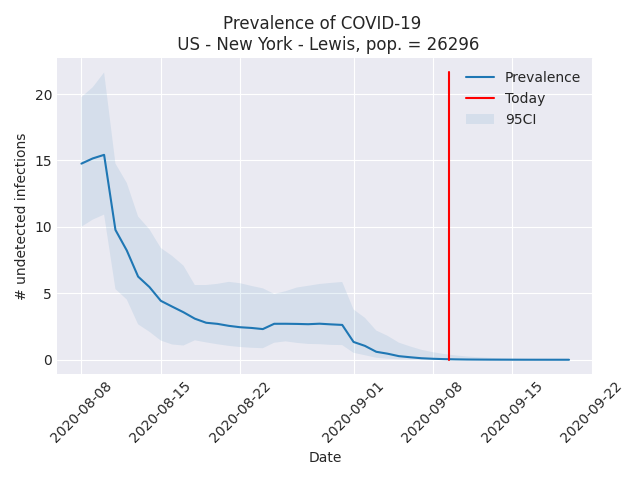 Prevalence of COVID-19
US - New York - Lewis, pop. = 26296
Prevalence
Today
95CI
# undetected infections
20
15
10
5
0
2020-08-08
2020-08-15
2020-08-22
2020-09-01
2020-09-08
2020-09-15
2020-09-22
Date